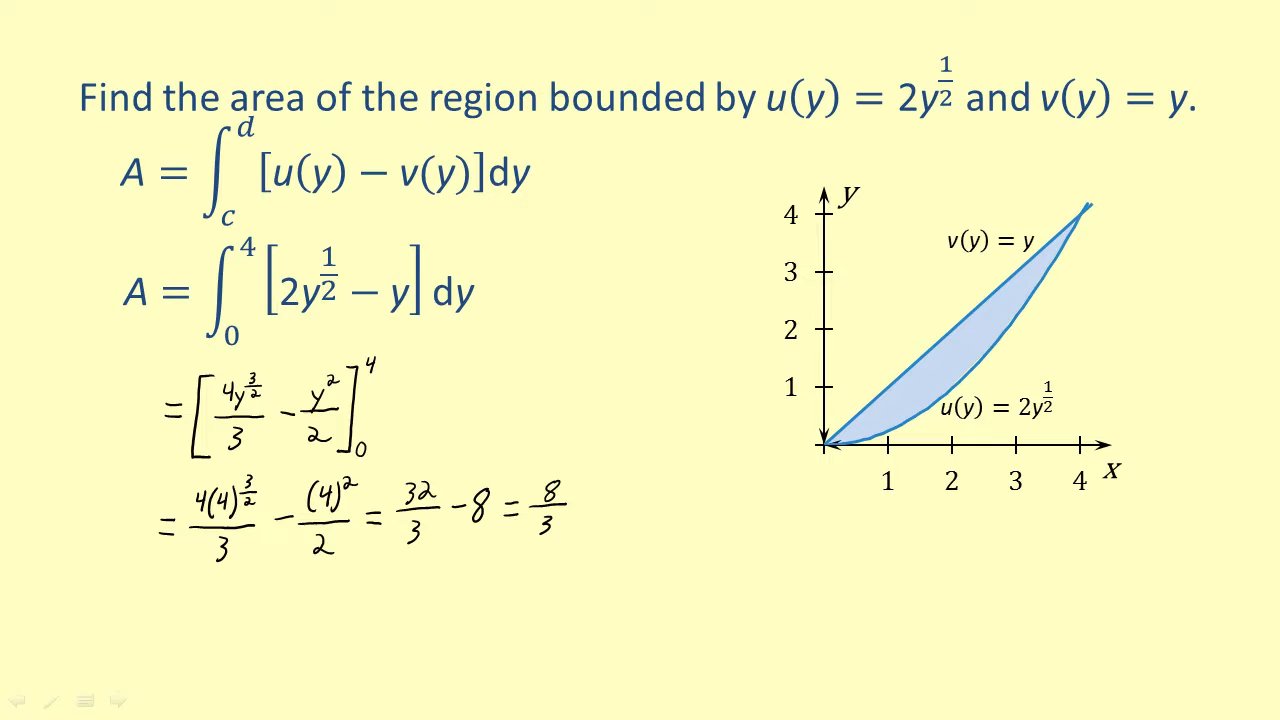 Find the area of the region bounded by u(y) = 2y^(1/2) and v(y) = y.
A = ∫_c^d [u(y) − v(y)]dy
A = ∫_0^4 [2y^(1/2) − y] dy
= [4y^(3/2)/3 − y^2/2]_0^4
= 4(4)^(3/2)/3 − (4)^2/2 = 32/3 − 8 = 8/3
y
4
3
2
1
v(y) = y
u(y) = 2y^(1/2)
1 2 3 4 x